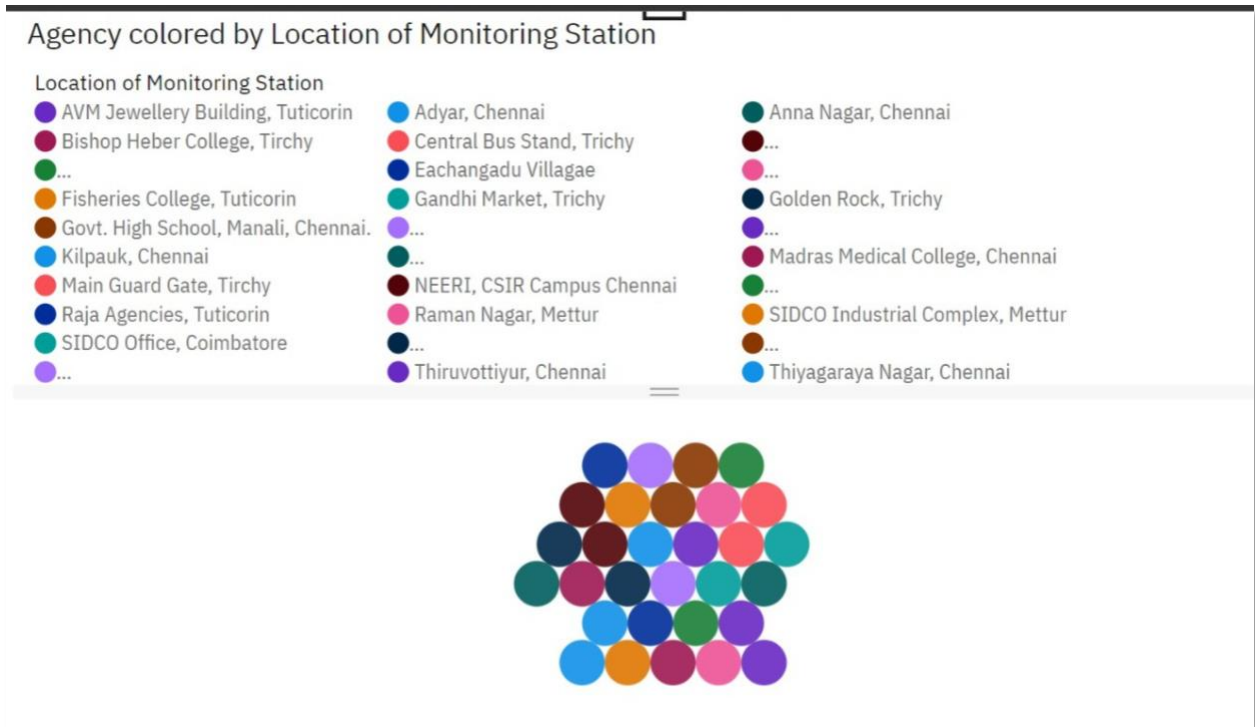 Agency colored by Location of Monitoring Station
Location of Monitoring Station
AVM Jewellery Building, Tuticorin
Adyar, Chennai
Anna Nagar, Chennai
Bishop Heber College, Tirchy
Central Bus Stand, Trichy
...
...
Eachangadu Villagae
...
Fisheries College, Tuticorin
Gandhi Market, Trichy
Golden Rock, Trichy
Govt. High School, Manali, Chennai.
...
...
Kilpauk, Chennai
...
Madras Medical College, Chennai
Main Guard Gate, Tirchy
NEERI, CSIR Campus Chennai
...
Raja Agencies, Tuticorin
Raman Nagar, Mettur
SIDCO Industrial Complex, Mettur
SIDCO Office, Coimbatore
...
...
...
Thiruvottiyur, Chennai
Thiyagaraya Nagar, Chennai